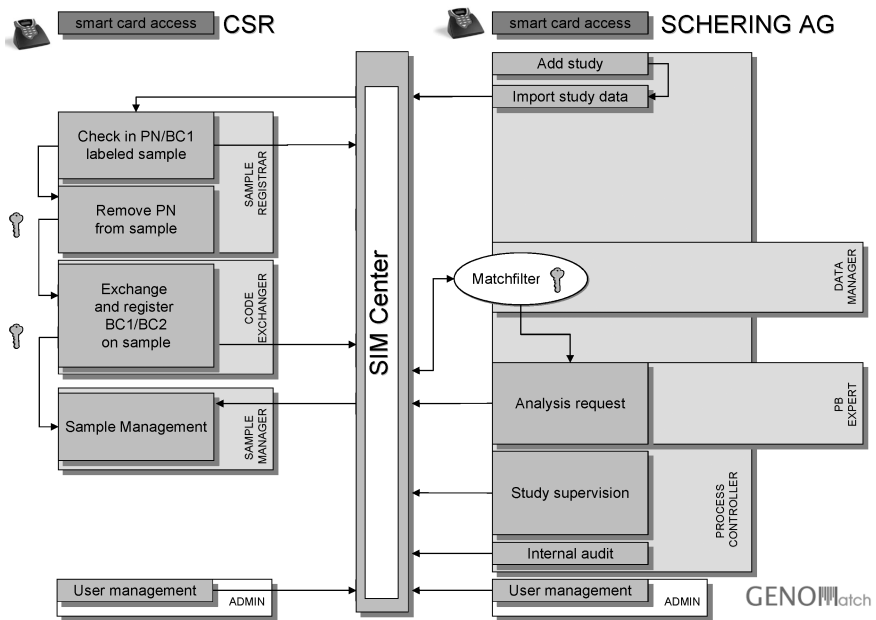 smart card access
CSR
smart card access
SCHERING AG
Add study
Import study data
Check in PN/BC1
labeled sample
SAMPLE
REGISTRAR
Remove PN
from sample
Exchange
and register
BC1/BC2
on sample
CODE
EXCHANGER
Sample Management
SAMPLE
MANAGER
User management
ADMIN
SIM Center
Matchfilter
DATA
MANAGER
Analysis request
PB
EXPERT
Study supervision
PROCESS
CONTROLLER
Internal audit
User management
ADMIN
GENOMatch